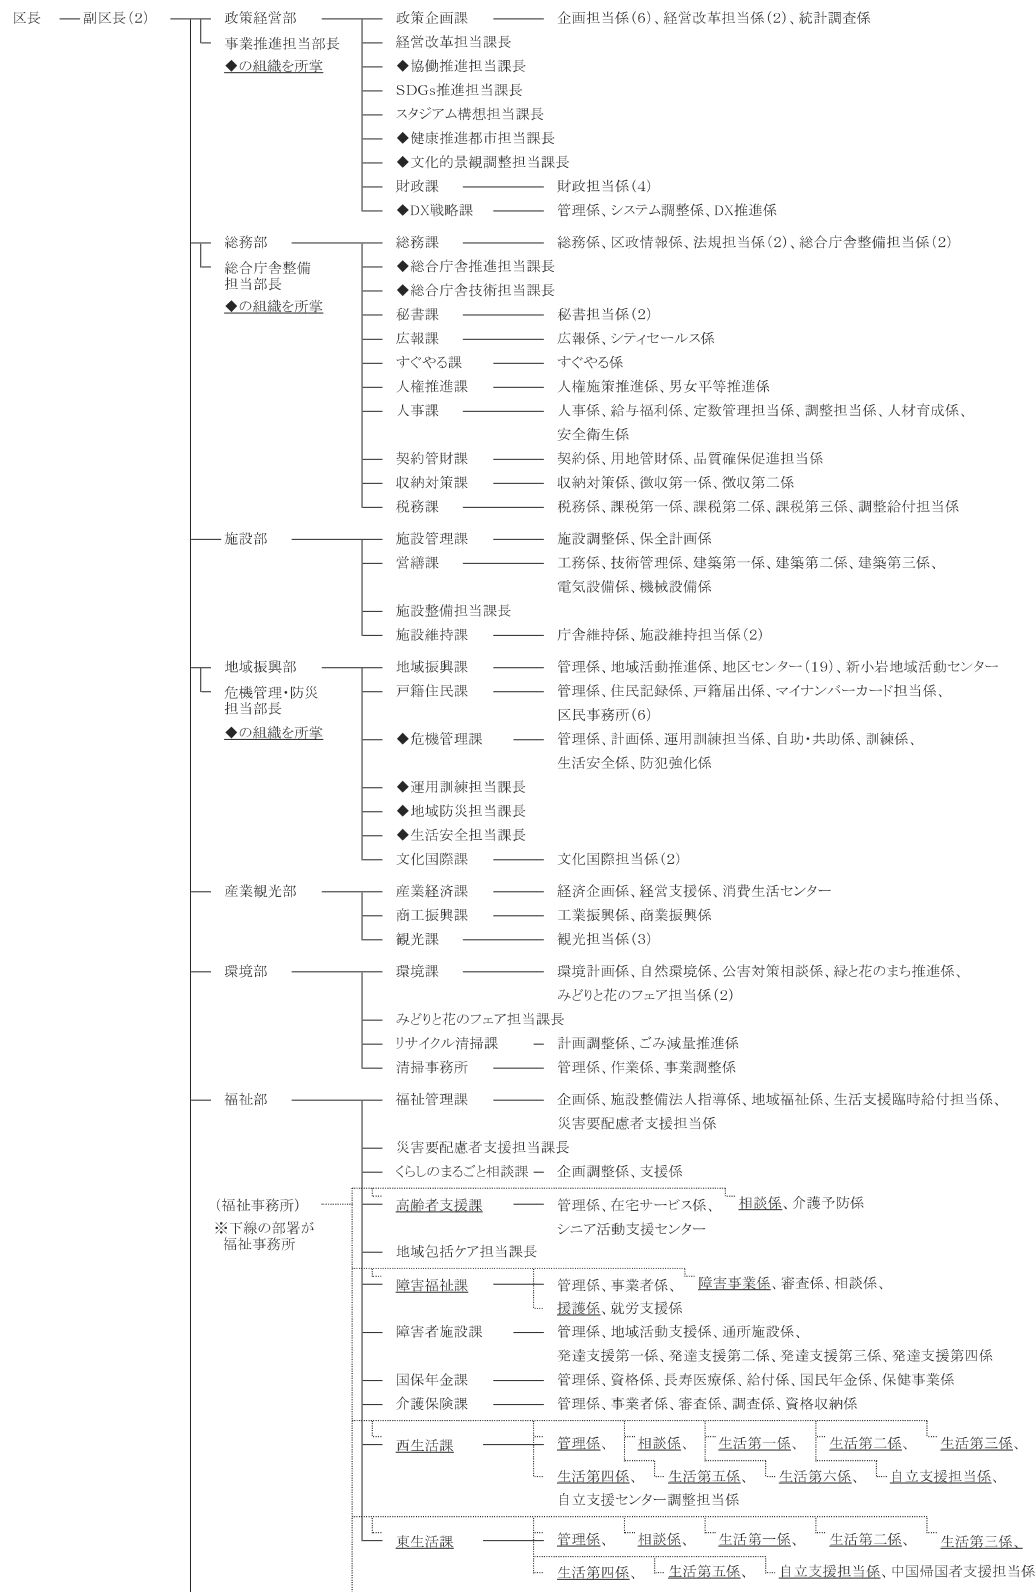 区長 副区長(2) 政策経営部 政策企画課 企画担当係(6)、経営改革担当係(2)、統計調査係
事業推進担当部長 経営改革担当課長
◆の組織を所掌 ◆協働推進担当課長
SDGs推進担当課長
スタジアム構想担当課長
◆健康推進都市担当課長
◆文化的景観調整担当課長
財政課 財政担当係(4)
◆DX戦略課 管理係、システム調整係、DX推進係
総務部 総務課 総務係、区政情報係、法規担当係(2)、総合庁舎整備担当係(2)
総合庁舎整備 ◆総合庁舎推進担当課長
担当部長
◆総合庁舎技術担当課長
◆の組織を所掌
秘書課 秘書担当係(2)
広報課 広報係、シティセールス係
すぐやる課 すぐやる係
人権推進課 人権施策推進係、男女平等推進係
人事課 人事係、給与福利係、定数管理担当係、調整担当係、人材育成係、
安全衛生係
契約管財課 契約係、用地管財係、品質確保促進担当係
収納対策課 収納対策係、徴収第一係、徴収第二係
税務課 税務係、課税第一係、課税第二係、課税第三係、調整給付担当係
施設部 施設管理課 施設調整係、保全計画係
営繕課 工務係、技術管理係、建築第一係、建築第二係、建築第三係、
電気設備係、機械設備係
施設整備担当課長
施設維持課 庁舎維持係、施設維持担当係(2)
地域振興部 地域振興課 管理係、地域活動推進係、地区センター(19)、新小岩地域活動センター
危機管理・防災 戸籍住民課 管理係、住民記録係、戸籍届出係、マイナンバーカード担当係、
担当部長
区民事務所(6)
◆の組織を所掌
◆危機管理課 管理係、計画係、運用訓練担当係、自助・共助係、訓練係、
生活安全係、防犯強化係
◆運用訓練担当課長
◆地域防災担当課長
◆生活安全担当課長
文化国際課 文化国際担当係(2)
産業観光部 産業経済課 経済企画係、経営支援係、消費生活センター
商工振興課 工業振興係、商業振興係
観光課 観光担当係(3)
環境部 環境課 環境計画係、自然環境係、公害対策相談係、緑と花のまち推進係、
みどりと花のフェア担当係(2)
みどりと花のフェア担当課長
リサイクル清掃課 計画調整係、ごみ減量推進係
清掃事務所 管理係、作業係、事業調整係
福祉部 福祉管理課 企画係、施設整備法人指導係、地域福祉係、生活支援臨時給付担当係、
災害要配慮者支援担当係
災害要配慮者支援担当課長
くらしのまるごと相談課 企画調整係、支援係
(福祉事務所) 高齢者支援課 管理係、在宅サービス係、 相談係、介護予防係
※下線の部署が シニア活動支援センター
福祉事務所
地域包括ケア担当課長
障害福祉課 管理係、事業者係、 障害事業係、審査係、相談係、
援護係、就労支援係
障害者施設課 管理係、地域活動支援係、通所施設係、
発達支援第一係、発達支援第二係、発達支援第三係、発達支援第四係
国保年金課 管理係、資格係、長寿医療係、給付係、国民年金係、保健事業係
介護保険課 管理係、事業者係、審査係、調査係、資格収納係
西生活課 管理係、 相談係、 生活第一係、 生活第二係、 生活第三係、
生活第四係、 生活第五係、 生活第六係、 自立支援担当係、
自立支援センター調整担当係
東生活課 管理係、 相談係、 生活第一係、 生活第二係、 生活第三係、
生活第四係、 生活第五係、 自立支援担当係、中国帰国者支援担当係